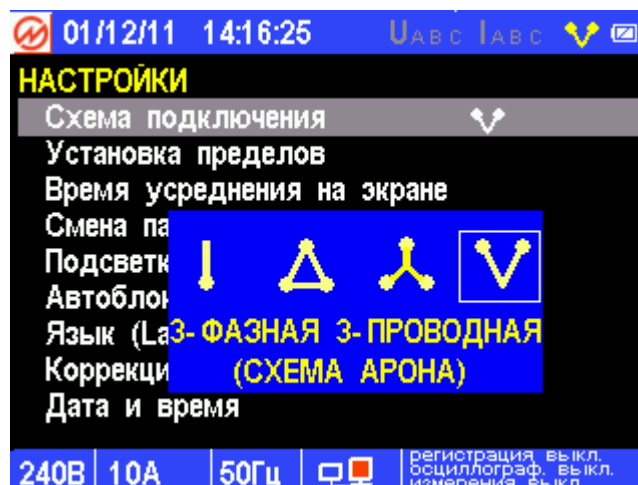 01/12/11 14:16:25 UABC IABC
НАСТРОЙКИ
Схема подключения
Установка пределов
Время усреднения на экране
Смена па
Подсветк
Автоблок
Язык (La
Коррекци
Дата и время
3-ФАЗНАЯ 3-ПРОВОДНАЯ
(СХЕМА АРОНА)
240В 10А 50Гц
регистрация выкл.
осциллограф. выкл.
измерения выкл.